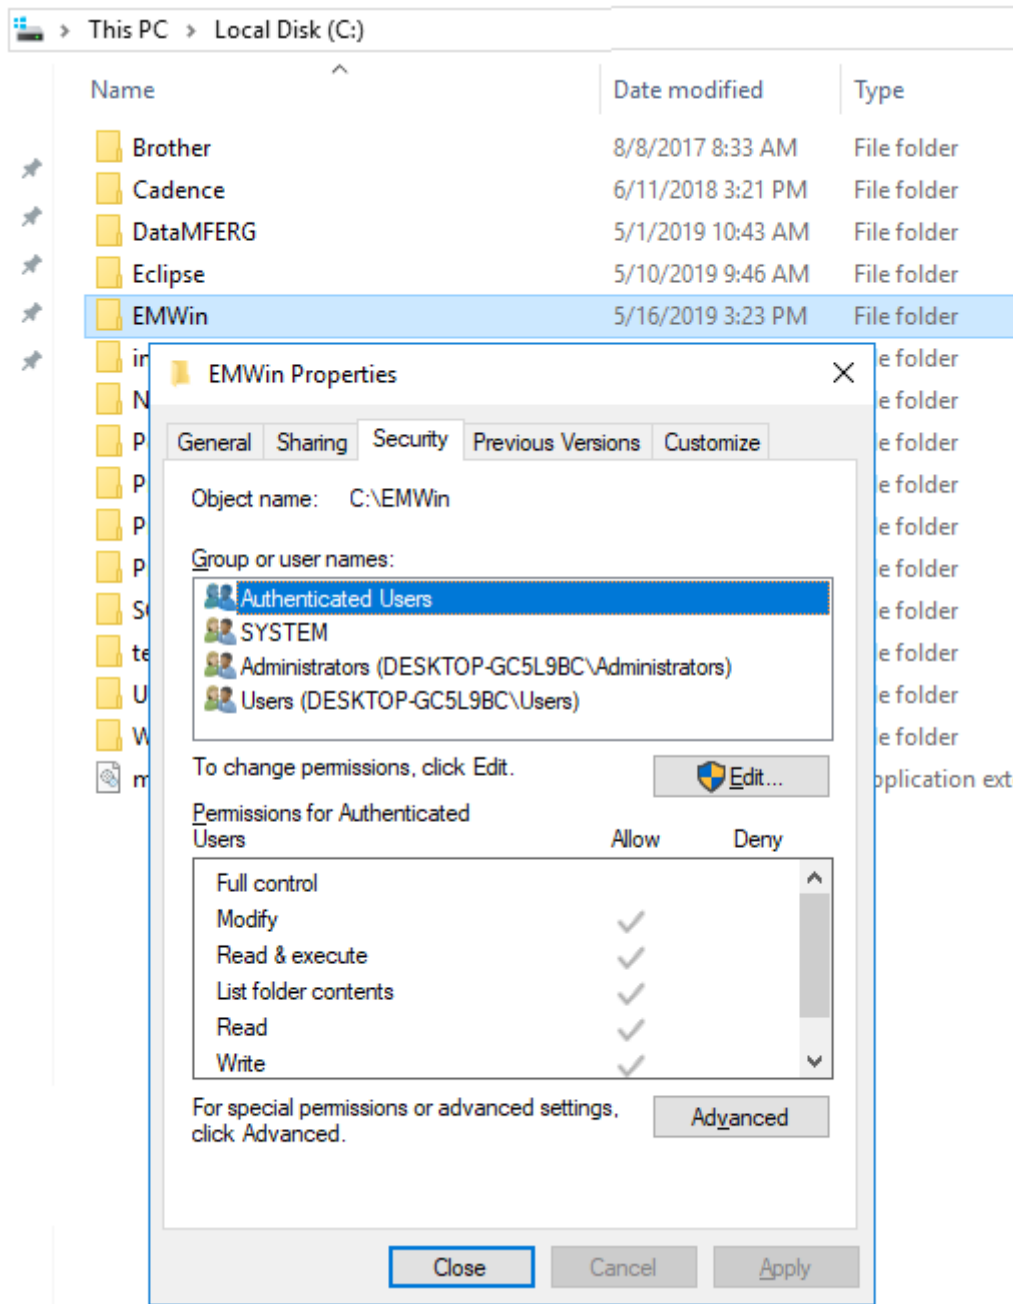 This PC > Local Disk (C:)
Name Date modified Type
Brother 8/8/2017 8:33 AM File folder
Cadence 6/11/2018 3:21 PM File folder
DataMFERG 5/1/2019 10:43 AM File folder
Eclipse 5/10/2019 9:46 AM File folder
EMWin 5/16/2019 3:23 PM File folder
EMWin Properties
General Sharing Security Previous Versions Customize
Object name: C:\EMWin
Group or user names:
Authenticated Users
SYSTEM
Administrators (DESKTOP-GC5L9BC\Administrators)
Users (DESKTOP-GC5L9BC\Users)
To change permissions, click Edit.
Edit...
Permissions for Authenticated
Users Allow Deny
Full control
Modify
Read & execute
List folder contents
Read
Write
For special permissions or advanced settings,
click Advanced.
Advanced
Close Cancel Apply